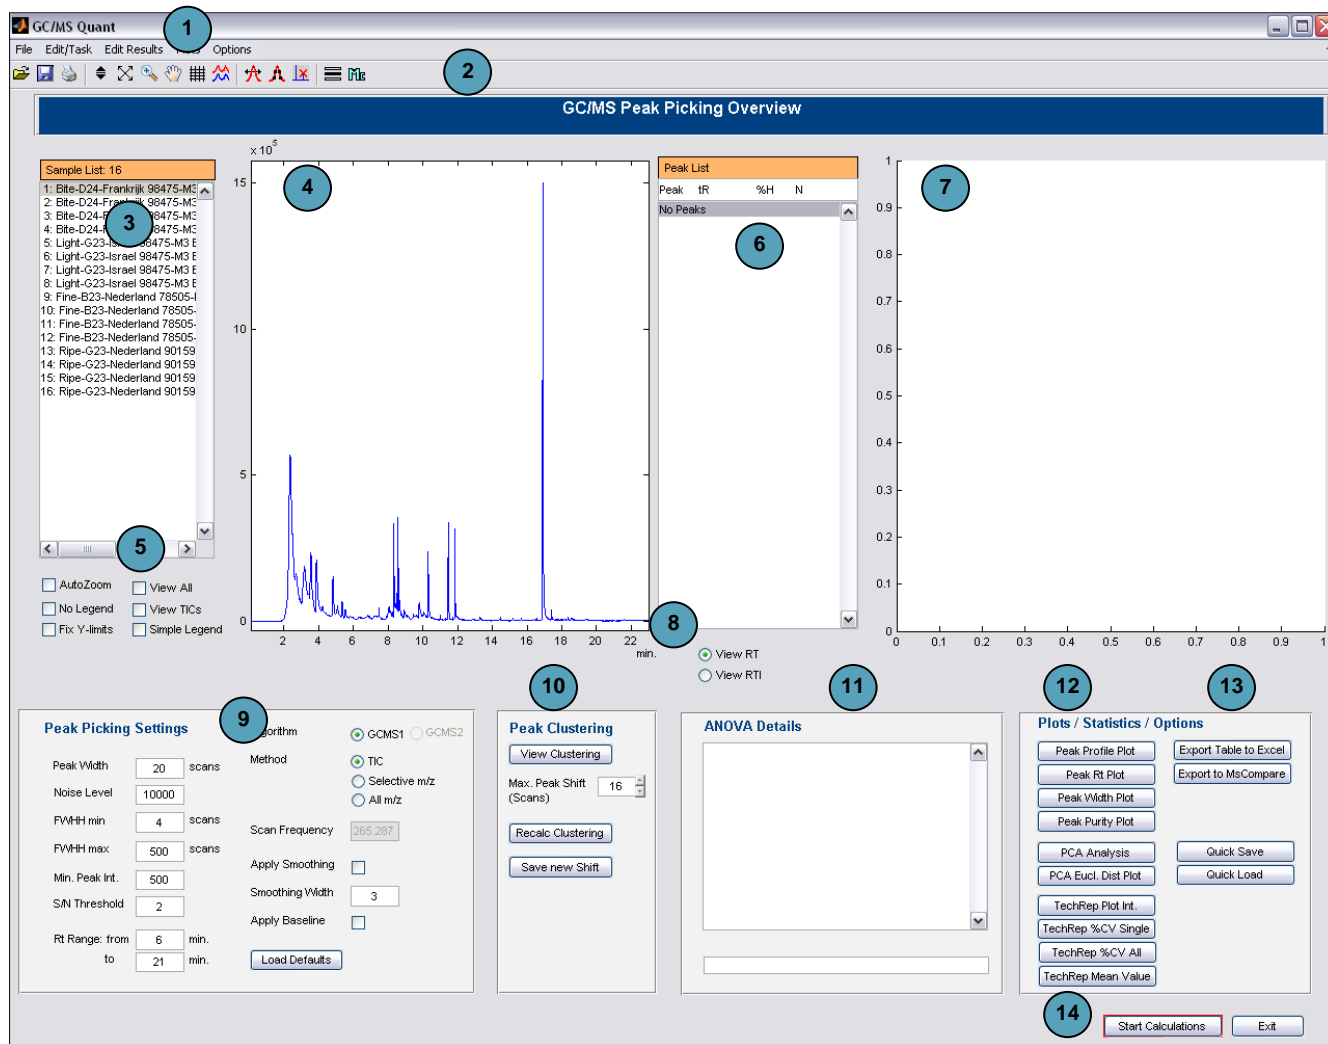 GC/MS Quant
1
File Edit/Task Edit Results Options
2
GC/MS Peak Picking Overview
Sample List: 16
1: Bite-D24-Frankrijk 98475-M3
2: Bite-D24-Frankrijk 98475-M3
3: Bite-D24-F 98475-M3
4: Bite-D24-F 98475-M3
5: Light-G23-Israel 98475-M3 E
6: Light-G23-Israel 98475-M3 E
7: Light-G23-Israel 98475-M3 E
8: Light-G23-Israel 98475-M3 E
9: Fine-B23-Nederland 78505-
10: Fine-B23-Nederland 78505-
11: Fine-B23-Nederland 78505-
12: Fine-B23-Nederland 78505-
13: Ripe-G23-Nederland 90159
14: Ripe-G23-Nederland 90159
15: Ripe-G23-Nederland 90159
16: Ripe-G23-Nederland 90159
3
5
AutoZoom View All
No Legend View TICs
Fix Y-limits Simple Legend
x 10^5
4
15
10
5
0
2 4 6 8 10 12 14 16 18 20 22
min.
Peak List
Peak tR %H N
No Peaks
6
8
View RT
View RTI
7
1
0.9
0.8
0.7
0.6
0.5
0.4
0.3
0.2
0.1
0
0 0.1 0.2 0.3 0.4 0.5 0.6 0.7 0.8 0.9 1
9
Peak Picking Settings
Peak Width 20 scans
Noise Level 10000
FWHH min 4 scans
FWHH max 500 scans
Min. Peak Int. 500
S/N Threshold 2
Rt Range: from 6 min.
to 21 min.
Algorithm GCMS1 GCMS2
Method TIC
Selective m/z
All m/z
Scan Frequency 265.287
Apply Smoothing
Smoothing Width 3
Apply Baseline
Load Defaults
10
Peak Clustering
View Clustering
Max. Peak Shift 16
(Scans)
Recalc Clustering
Save new Shift
11
ANOVA Details
12
13
Plots / Statistics / Options
Peak Profile Plot
Peak Rt Plot
Peak Width Plot
Peak Purity Plot
PCA Analysis
PCA Eucl. Dist Plot
TechRep Plot Int.
TechRep %CV Single
TechRep %CV All
TechRep Mean Value
Export Table to Excel
Export to MsCompare
Quick Save
Quick Load
14
Start Calculations Exit